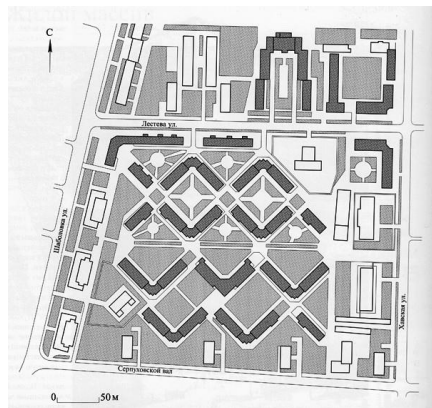 С
Лестева ул.
Шаболовка ул.
Хавская ул.
Серпуховской вал
0 50 м